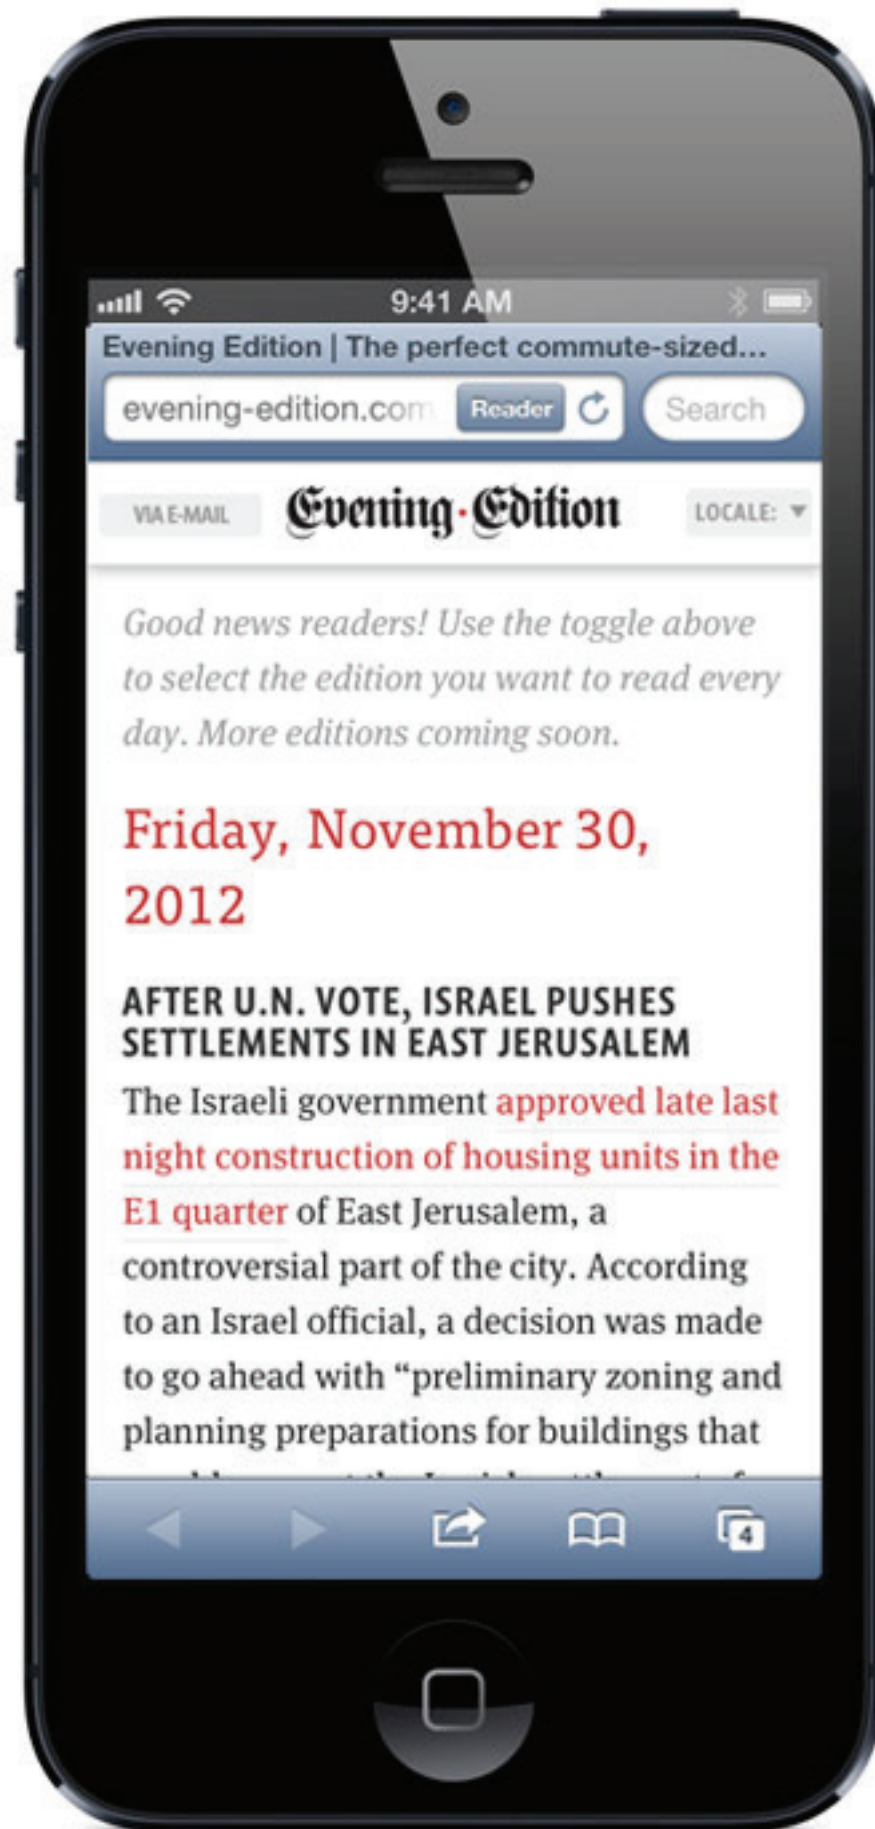 9:41 AM
Evening Edition | The perfect commute-sized...
evening-edition.com Reader Search
VIA E-MAIL Evening · Edition LOCALE: ▼
Good news readers! Use the toggle above
to select the edition you want to read every
day. More editions coming soon.
Friday, November 30,
2012
AFTER U.N. VOTE, ISRAEL PUSHES
SETTLEMENTS IN EAST JERUSALEM
The Israeli government approved late last
night construction of housing units in the
E1 quarter of East Jerusalem, a
controversial part of the city. According
to an Israel official, a decision was made
to go ahead with “preliminary zoning and
planning preparations for buildings that
4